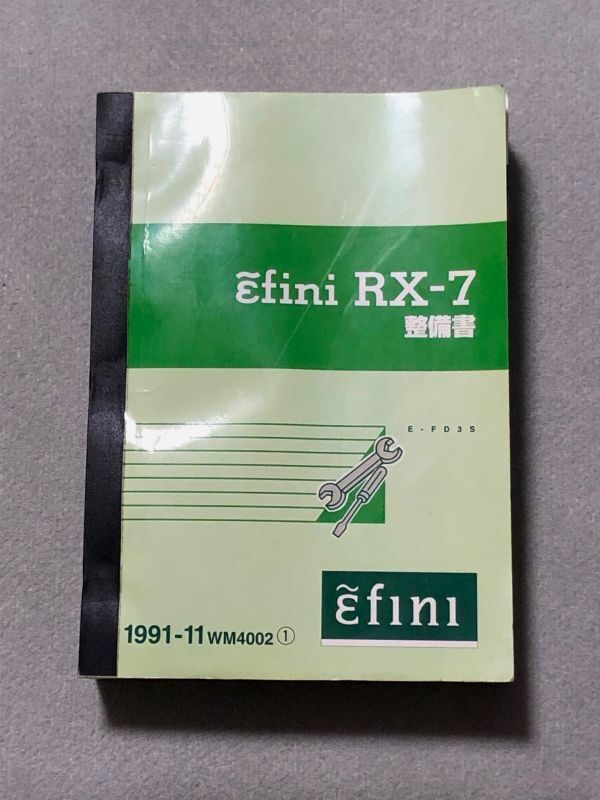 ɛ̃fini RX-7
整備書
E-FD3S
ɛ̃fini
1991-11 WM4002 ①